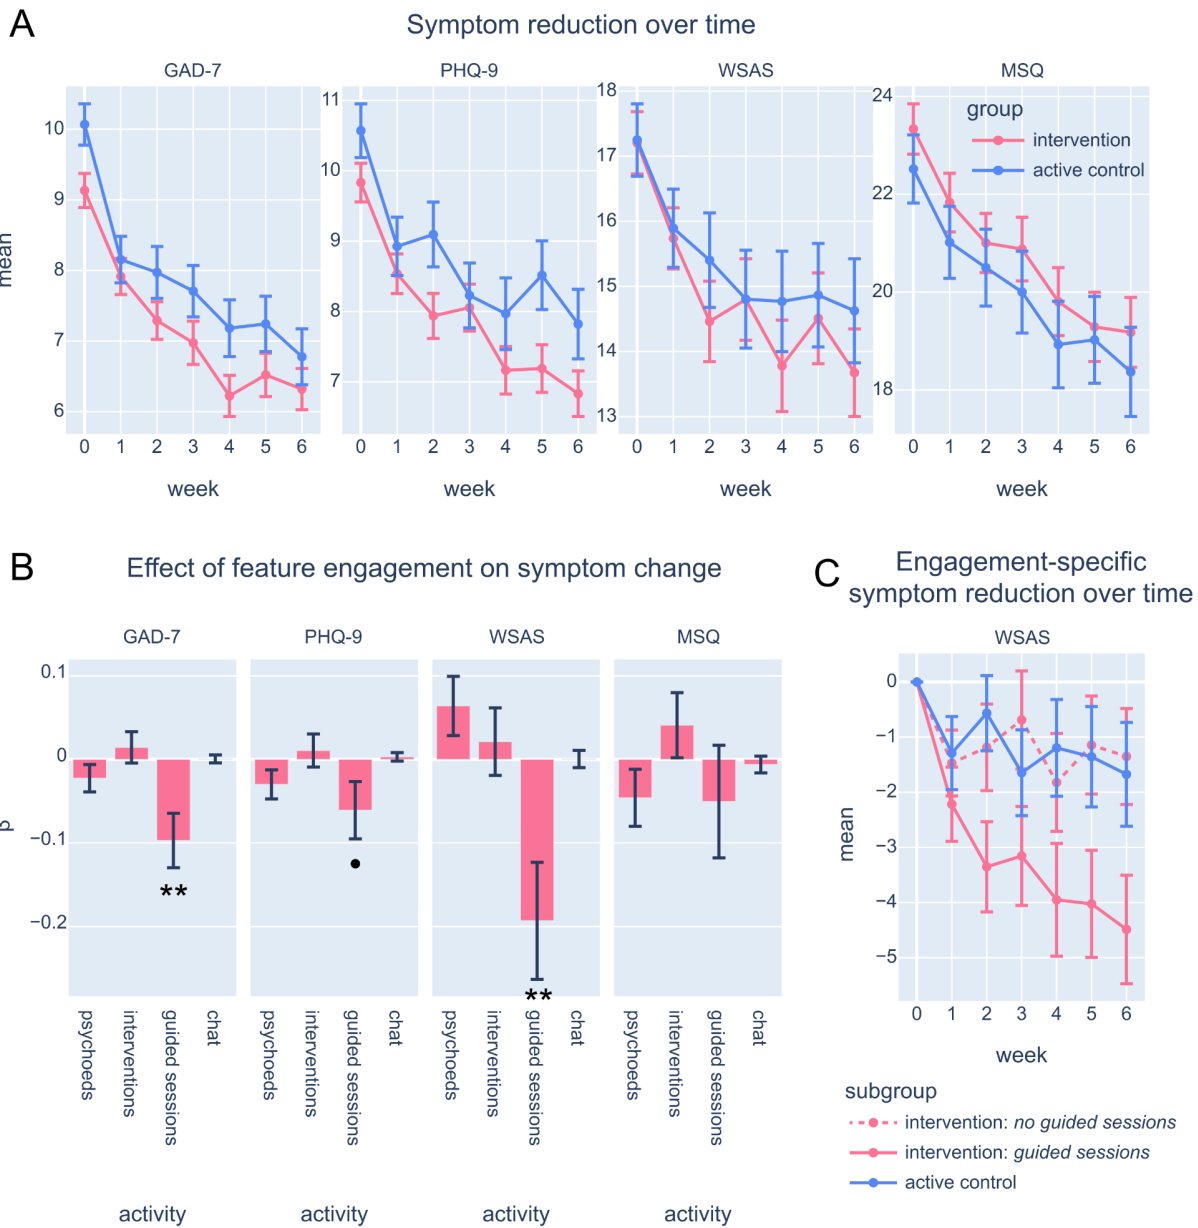 A
Symptom reduction over time
GAD-7
PHQ-9
WSAS
MSQ
10
9
8
7
6
11
10
9
8
7
18
17
16
15
14
13
24
22
20
18
group
intervention
active control
mean
0 1 2 3 4 5 6
0 1 2 3 4 5 6
0 1 2 3 4 5 6
0 1 2 3 4 5 6
week
week
week
week
B
Effect of feature engagement on symptom change
GAD-7
PHQ-9
WSAS
MSQ
0.1
0
−0.1
−0.2
**
•
**
psychoeds
interventions
guided sessions
chat
psychoeds
interventions
guided sessions
chat
psychoeds
interventions
guided sessions
chat
psychoeds
interventions
guided sessions
chat
activity
activity
activity
activity
C
Engagement-specific
symptom reduction over time
WSAS
mean
0
−1
−2
−3
−4
−5
0 1 2 3 4 5 6
week
subgroup
intervention: no guided sessions
intervention: guided sessions
active control